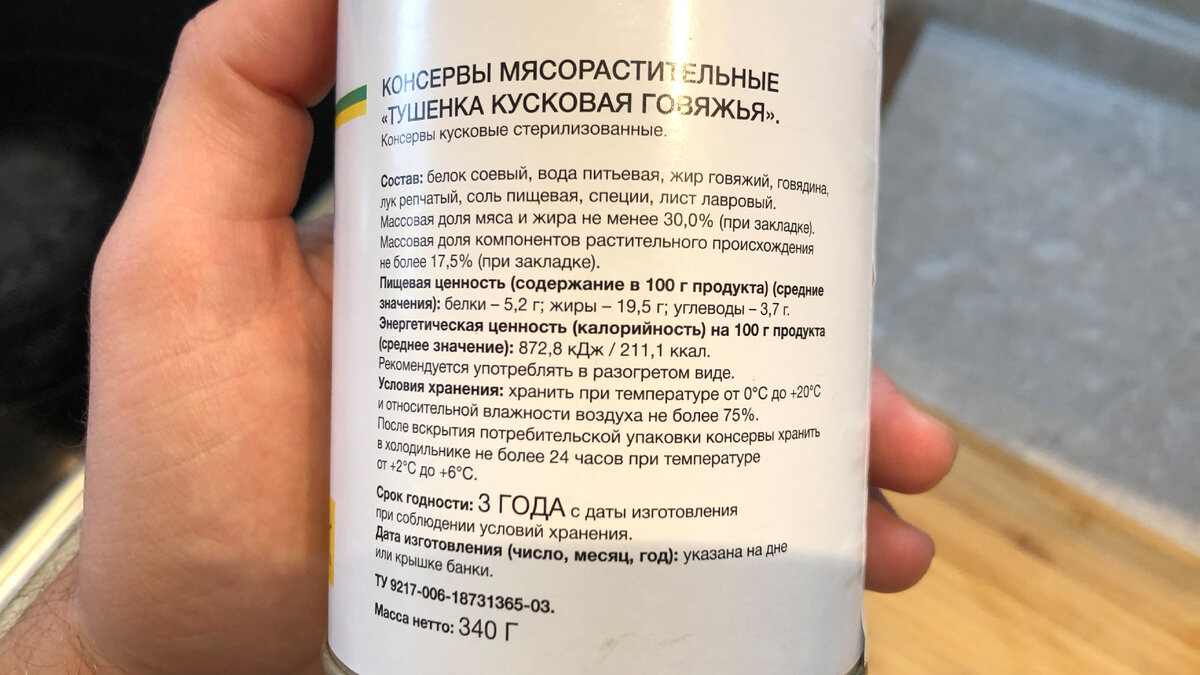 КОНСЕРВЫ МЯСОРАСТИТЕЛЬНЫЕ
«ТУШЕНКА КУСКОВАЯ ГОВЯЖЬЯ».
Консервы кусковые стерилизованные.
Состав: белок соевый, вода питьевая, жир говяжий, говядина,
лук репчатый, соль пищевая, специи, лист лавровый.
Массовая доля мяса и жира не менее 30,0% (при закладке).
Массовая доля компонентов растительного происхождения
не более 17,5% (при закладке).
Пищевая ценность (содержание в 100 г продукта) (средние
значения): белки – 5,2 г; жиры – 19,5 г; углеводы – 3,7 г.
Энергетическая ценность (калорийность) на 100 г продукта
(среднее значение): 872,8 кДж / 211,1 ккал.
Рекомендуется употреблять в разогретом виде.
Условия хранения: хранить при температуре от 0°С до +20°С
и относительной влажности воздуха не более 75%.
После вскрытия потребительской упаковки консервы хранить
в холодильнике не более 24 часов при температуре
от +2°С до +6°С.
Срок годности: 3 ГОДА с даты изготовления
при соблюдении условий хранения.
Дата изготовления (число, месяц, год): указана на дне
или крышке банки.
ТУ 9217-006-18731365-03.
Масса нетто: 340 Г